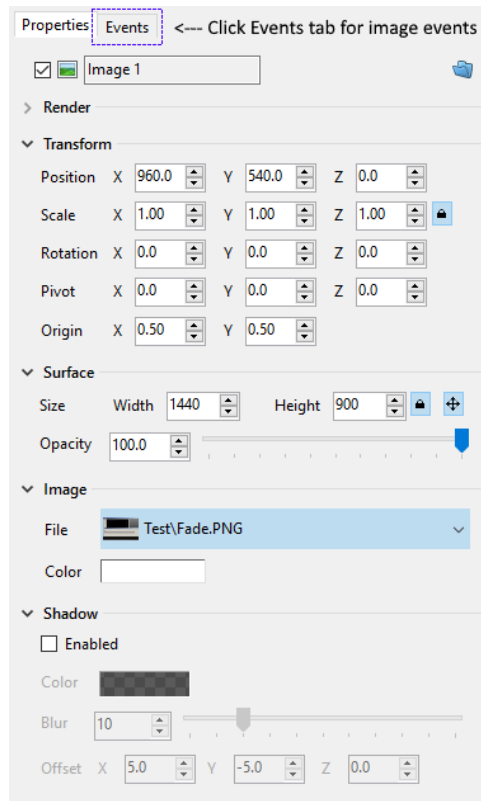 Properties Events <--- Click Events tab for image events
Image 1
Render
Transform
Position X 960.0 Y 540.0 Z 0.0
Scale X 1.00 Y 1.00 Z 1.00
Rotation X 0.0 Y 0.0 Z 0.0
Pivot X 0.0 Y 0.0 Z 0.0
Origin X 0.50 Y 0.50
Surface
Size Width 1440 Height 900
Opacity 100.0
Image
File Test\Fade.PNG
Color
Shadow
Enabled
Color
Blur 10
Offset X 5.0 Y -5.0 Z 0.0